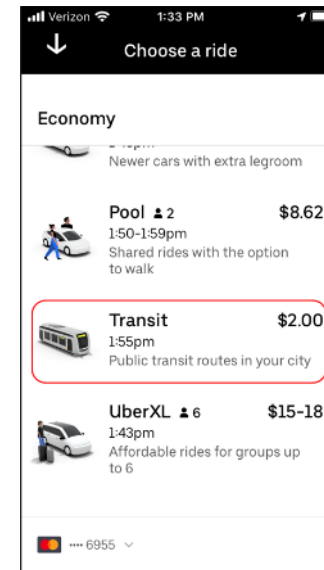 Verizon 1:33 PM
Choose a ride
Economy
Newer cars with extra legroom
Pool 2 $8.62
1:50-1:59pm
Shared rides with the option
to walk
Transit $2.00
1:55pm
Public transit routes in your city
UberXL 6 $15-18
1:43pm
Affordable rides for groups up
to 6
•••• 6955